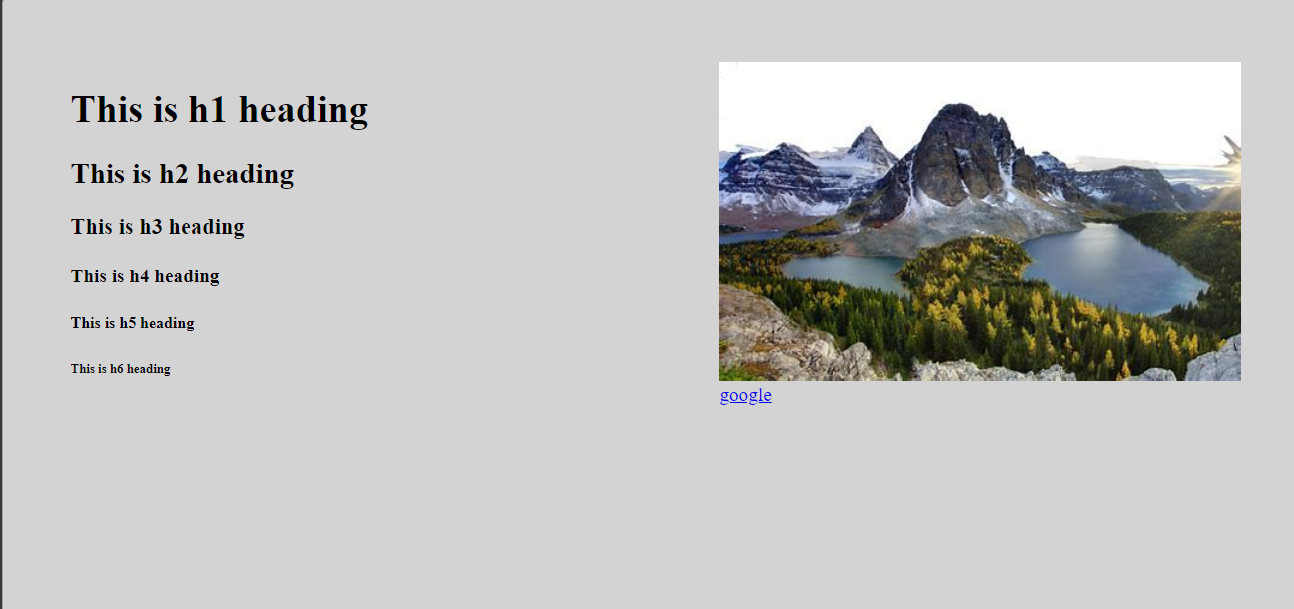 This is h1 heading
This is h2 heading
This is h3 heading
This is h4 heading
This is h5 heading
This is h6 heading
google